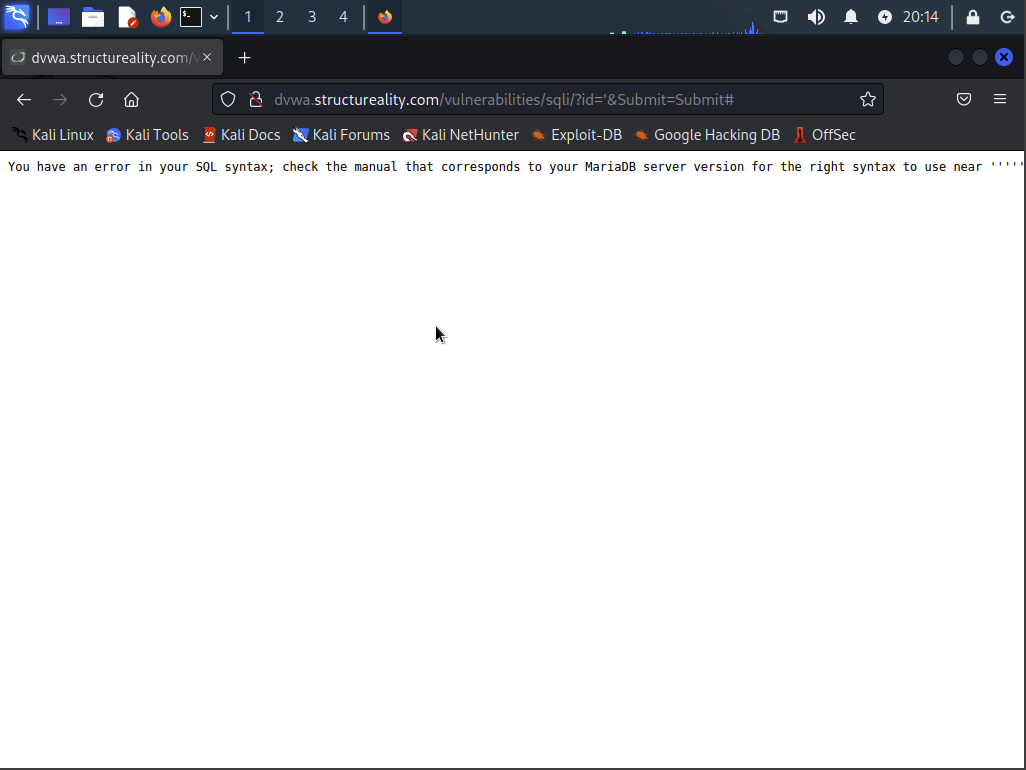 1 2 3 4 20:14
dvwa.structureality.com/v
dvwa.structureality.com/vulnerabilities/sqli/?id='&Submit=Submit#
Kali Linux Kali Tools Kali Docs Kali Forums Kali NetHunter Exploit-DB Google Hacking DB OffSec
You have an error in your SQL syntax; check the manual that corresponds to your MariaDB server version for the right syntax to use near '''''